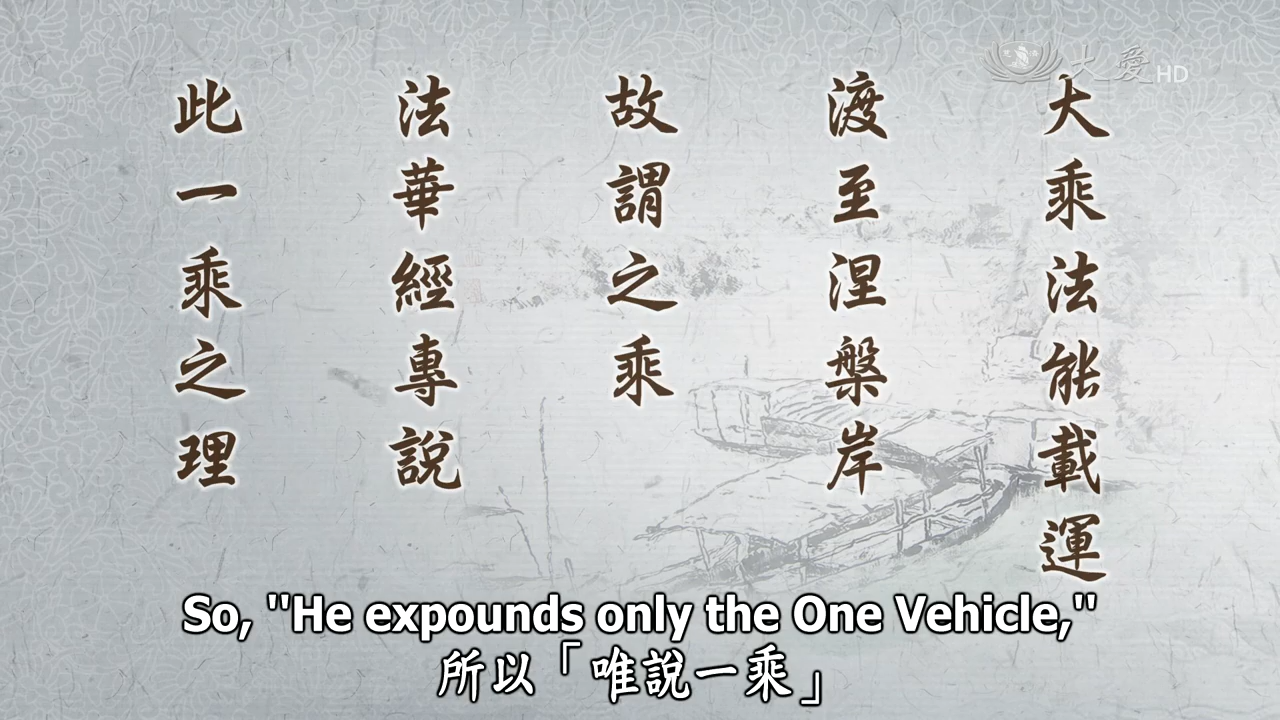 大愛HD
大乘法能載運
渡至涅槃岸
故謂之乘
法華經專說
此一乘之理
So, "He expounds only the One Vehicle,"
所以「唯說一乘」